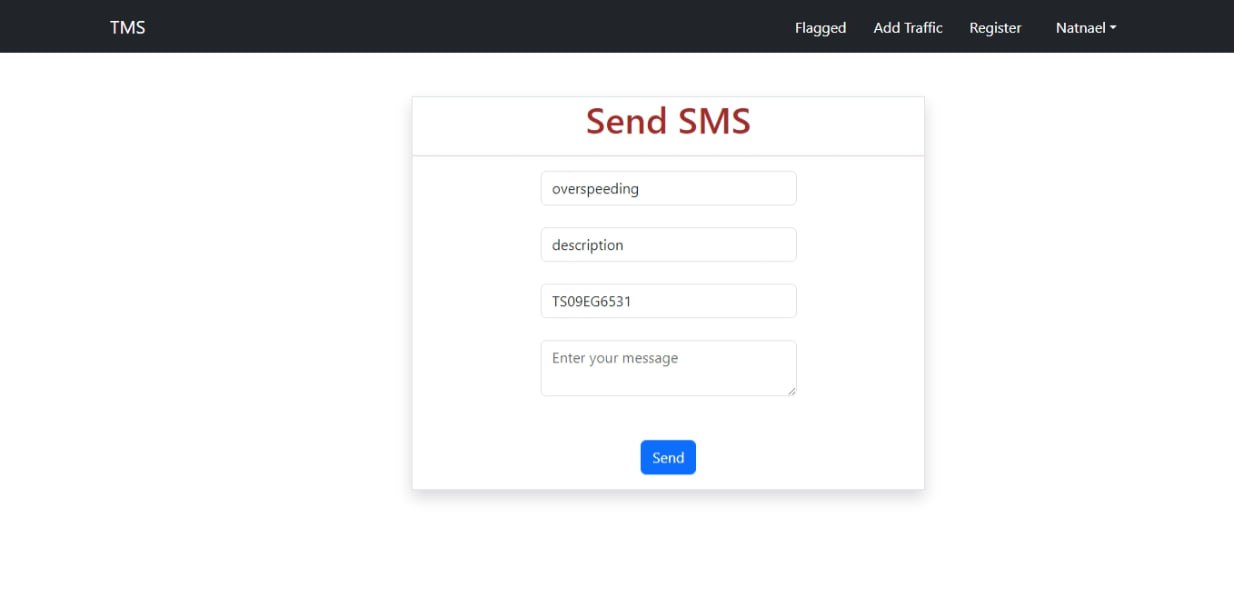 TMS Flagged Add Traffic Register Natnael
Send SMS
overspeeding
description
TS09EG6531
Enter your message
Send